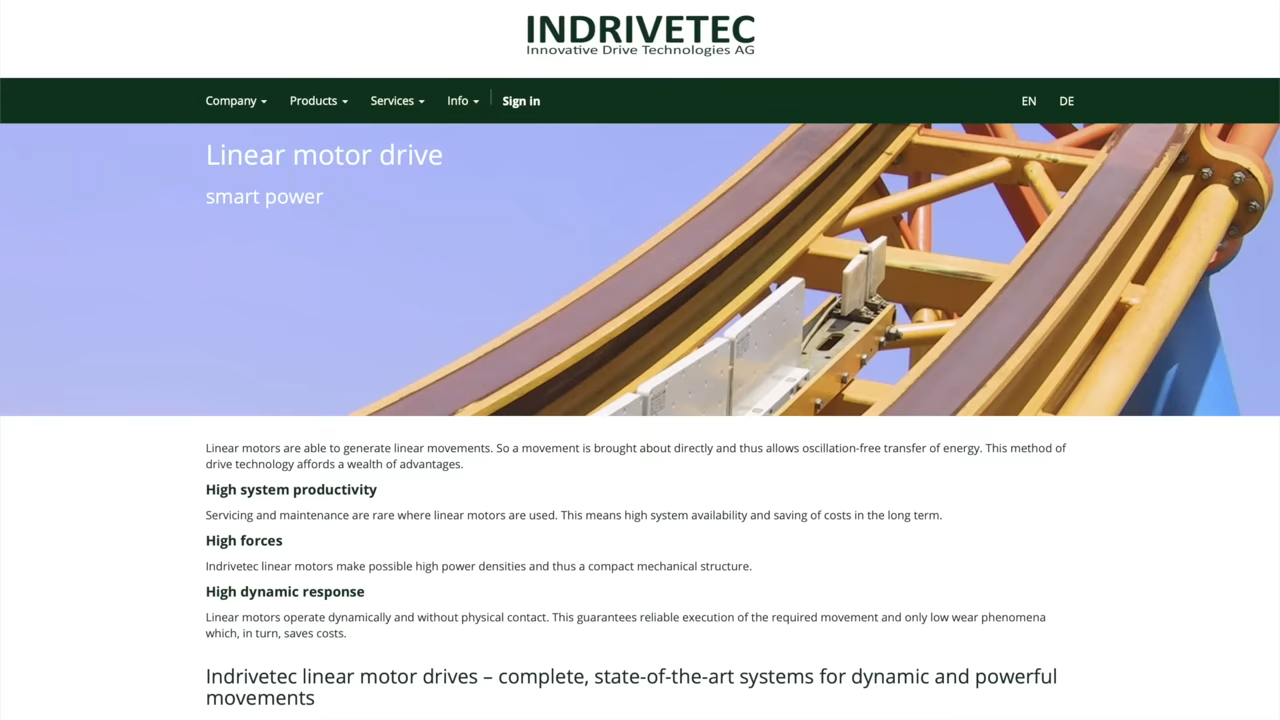 INDRIVETEC
Innovative Drive Technologies AG
Company Products Services Info Sign in EN DE
Linear motor drive
smart power
Linear motors are able to generate linear movements. So a movement is brought about directly and thus allows oscillation-free transfer of energy. This method of
drive technology affords a wealth of advantages.
High system productivity
Servicing and maintenance are rare where linear motors are used. This means high system availability and saving of costs in the long term.
High forces
Indrivetec linear motors make possible high power densities and thus a compact mechanical structure.
High dynamic response
Linear motors operate dynamically and without physical contact. This guarantees reliable execution of the required movement and only low wear phenomena
which, in turn, saves costs.
Indrivetec linear motor drives – complete, state-of-the-art systems for dynamic and powerful
movements